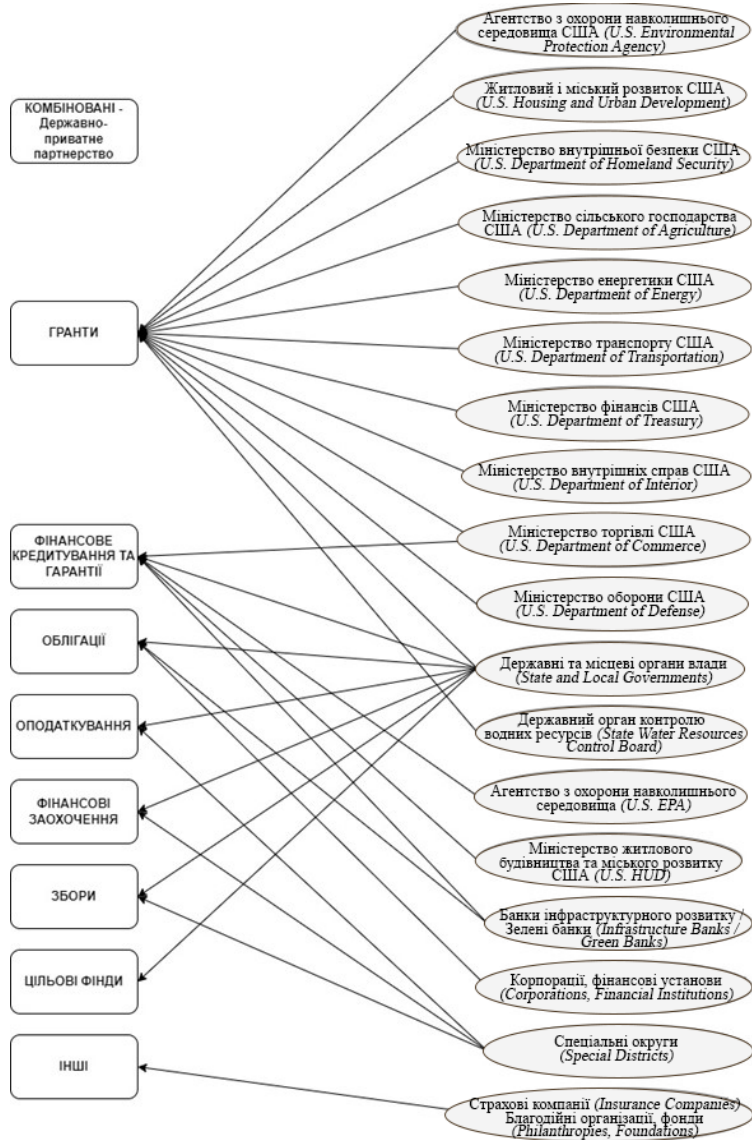 КОМБІНОВАНІ -
Державно-
приватне
партнерство
ГРАНТИ
ФІНАНСОВЕ
КРЕДИТУВАННЯ ТА
ГАРАНТІЇ
ОБЛІГАЦІЇ
ОПОДАТКУВАННЯ
ФІНАНСОВІ
ЗАОХОЧЕННЯ
ЗБОРИ
ЦІЛЬОВІ ФІНДИ
ІНШІ
Агентство з охорони навколишнього
середовища США (U.S. Environmental
Protection Agency)
Житловий і міський розвиток США
(U.S. Housing and Urban Development)
Міністерство внутрішньої безпеки США
(U.S. Department of Homeland Security)
Міністерство сільського господарства
США (U.S. Department of Agriculture)
Міністерство енергетики США
(U.S. Department of Energy)
Міністерство транспорту США
(U.S. Department of Transportation)
Міністерство фінансів США
(U.S. Department of Treasury)
Міністерство внутрішніх справ США
(U.S. Department of Interior)
Міністерство торгівлі США
(U.S. Department of Commerce)
Міністерство оборони США
(U.S. Department of Defense)
Державні та місцеві органи влади
(State and Local Governments)
Державний орган контролю
водних ресурсів (State Water Resources
Control Board)
Агентство з охорони навколишнього
середовища (U.S. EPA)
Міністерство житлового
будівництва та міського розвитку
США (U.S. HUD)
Банки інфраструктурного розвитку /
Зелені банки (Infrastructure Banks /
Green Banks)
Корпорації, фінансові установи
(Corporations, Financial Institutions)
Спеціальні округи
(Special Districts)
Страхові компанії (Insurance Companies)
Благодійні організації, фонди
(Philanthropies, Foundations)